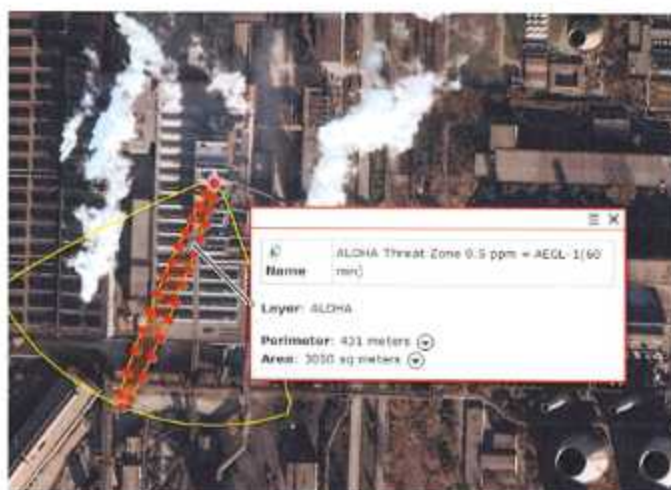 Name
ALOHA Threat Zone 0.5 ppm = AEGL-1(60
min)
Layer: ALOHA
Perimeter: 421 meters
Area: 3050 sq meters